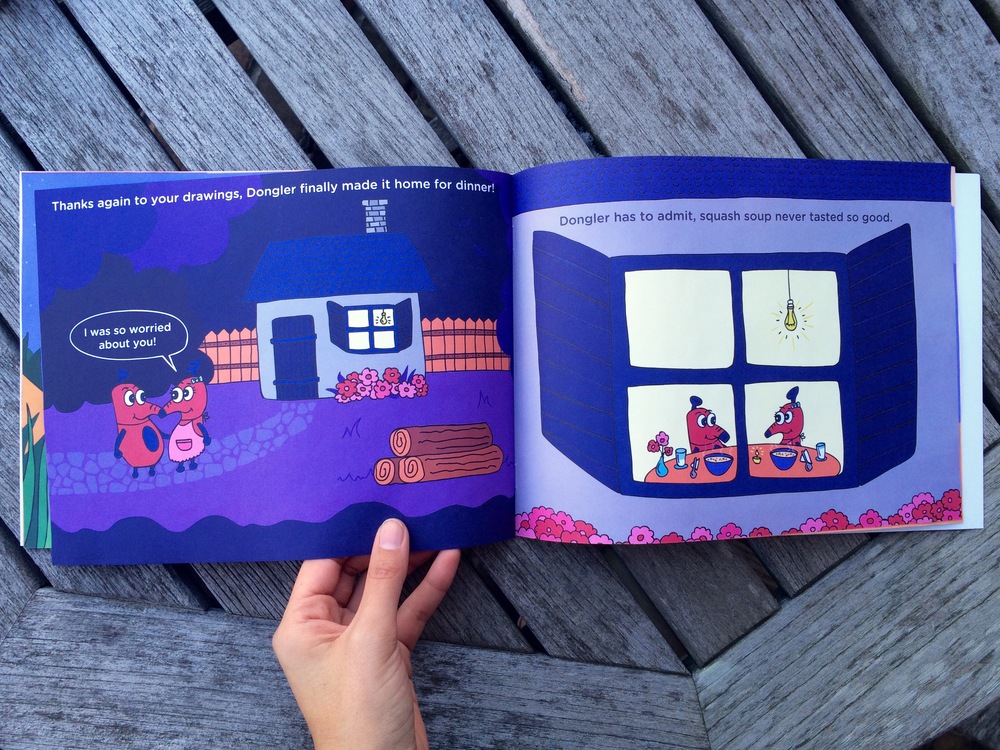 Thanks again to your drawings, Dongler finally made it home for dinner!
I was so worried
about you!
Dongler has to admit, squash soup never tasted so good.